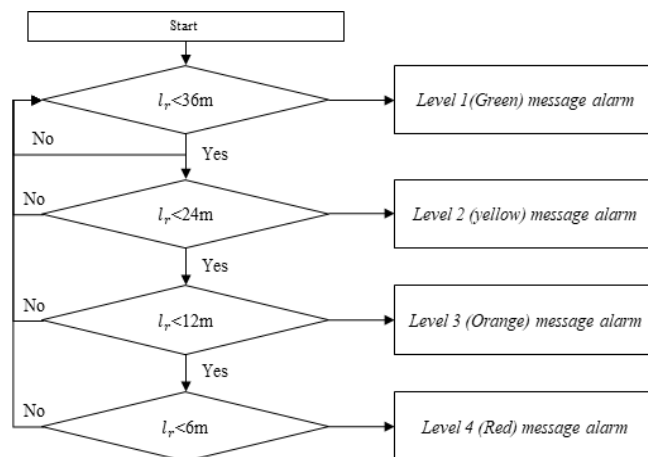 Start
l_r<36m
Level 1(Green) message alarm
No
Yes
No
l_r<24m
Level 2 (yellow) message alarm
Yes
No
l_r<12m
Level 3 (Orange) message alarm
Yes
No
l_r<6m
Level 4 (Red) message alarm